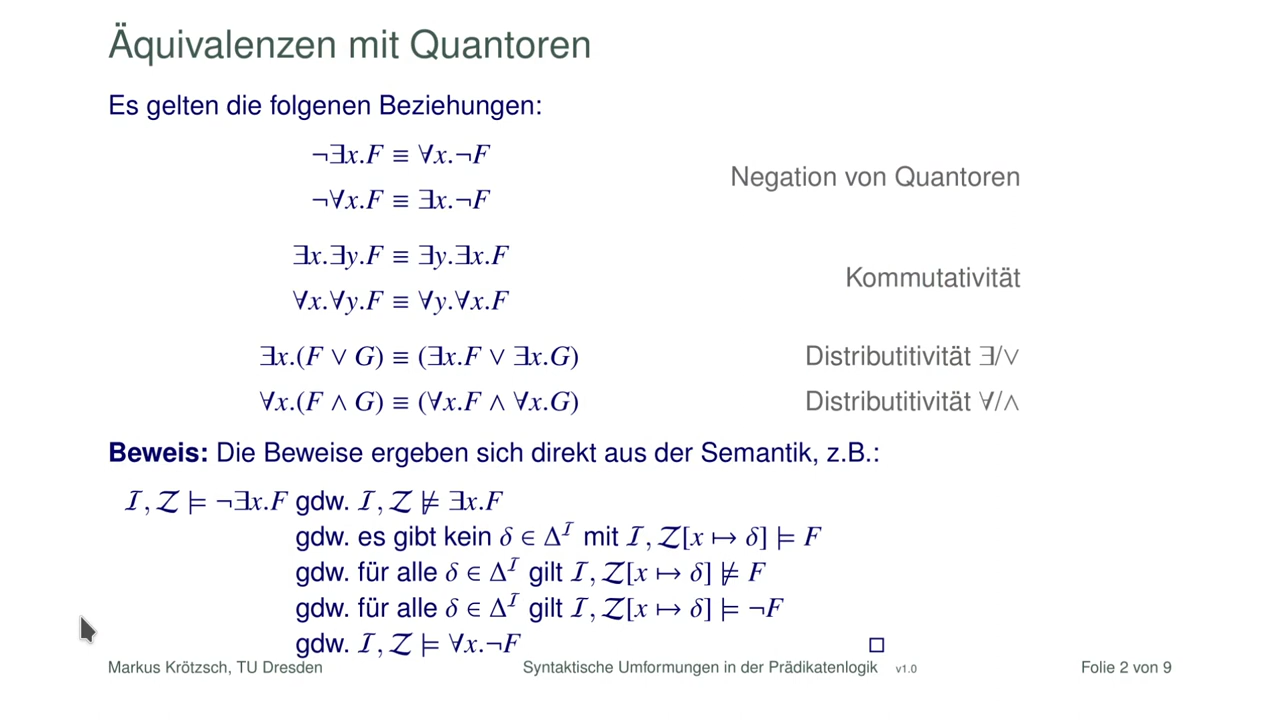 Äquivalenzen mit Quantoren
Es gelten die folgenen Beziehungen:
¬∃x.F ≡ ∀x.¬F
¬∀x.F ≡ ∃x.¬F
Negation von Quantoren
∃x.∃y.F ≡ ∃y.∃x.F
∀x.∀y.F ≡ ∀y.∀x.F
Kommutativität
∃x.(F ∨ G) ≡ (∃x.F ∨ ∃x.G) Distributitivität ∃/∨
∀x.(F ∧ G) ≡ (∀x.F ∧ ∀x.G) Distributitivität ∀/∧
Beweis: Die Beweise ergeben sich direkt aus der Semantik, z.B.:
𝓘, 𝓩 ⊨ ¬∃x.F gdw. 𝓘, 𝓩 ⊭ ∃x.F
gdw. es gibt kein δ ∈ Δ^𝓘 mit 𝓘, 𝓩[x ↦ δ] ⊨ F
gdw. für alle δ ∈ Δ^𝓘 gilt 𝓘, 𝓩[x ↦ δ] ⊭ F
gdw. für alle δ ∈ Δ^𝓘 gilt 𝓘, 𝓩[x ↦ δ] ⊨ ¬F
gdw. 𝓘, 𝓩 ⊨ ∀x.¬F □
Markus Krötzsch, TU Dresden Syntaktische Umformungen in der Prädikatenlogik v1.0 Folie 2 von 9